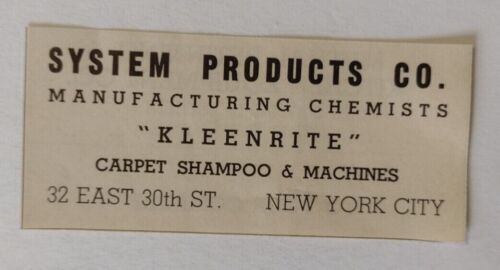 SYSTEM PRODUCTS CO.
MANUFACTURING CHEMISTS
"KLEENRITE"
CARPET SHAMPOO & MACHINES
32 EAST 30th ST. NEW YORK CITY